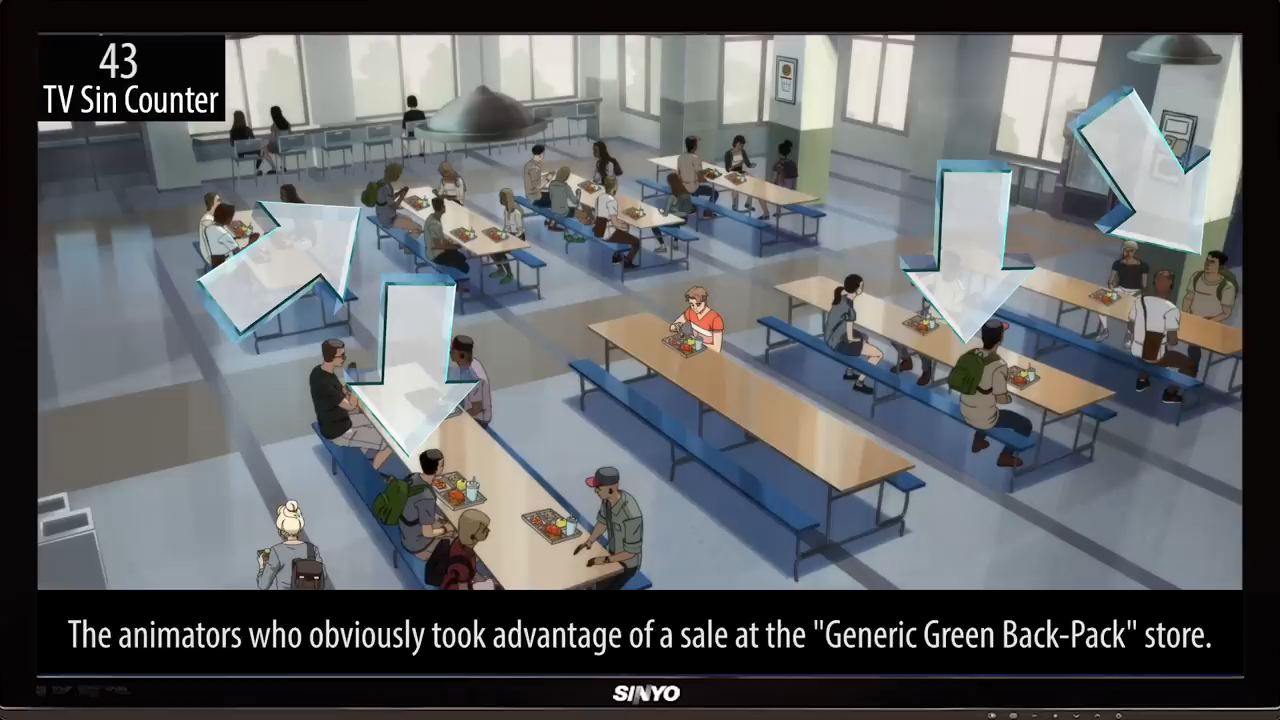 43
TV Sin Counter
The animators who obviously took advantage of a sale at the "Generic Green Back-Pack" store.
SINYO